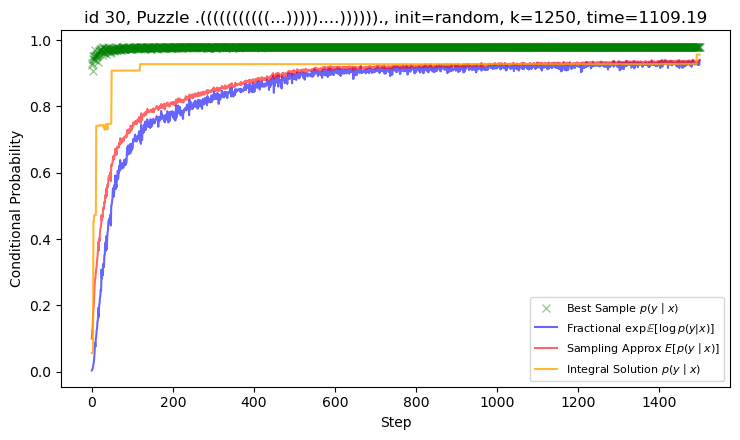 id 30, Puzzle .(((((((((((...)))))....))))))., init=random, k=1250, time=1109.19
Conditional Probability
1.0
0.8
0.6
0.4
0.2
0.0
Best Sample p(y | x)
Fractional exp𝔼[log p(y|x)]
Sampling Approx E[p(y | x)]
Integral Solution p(y | x)
0 200 400 600 800 1000 1200 1400
Step